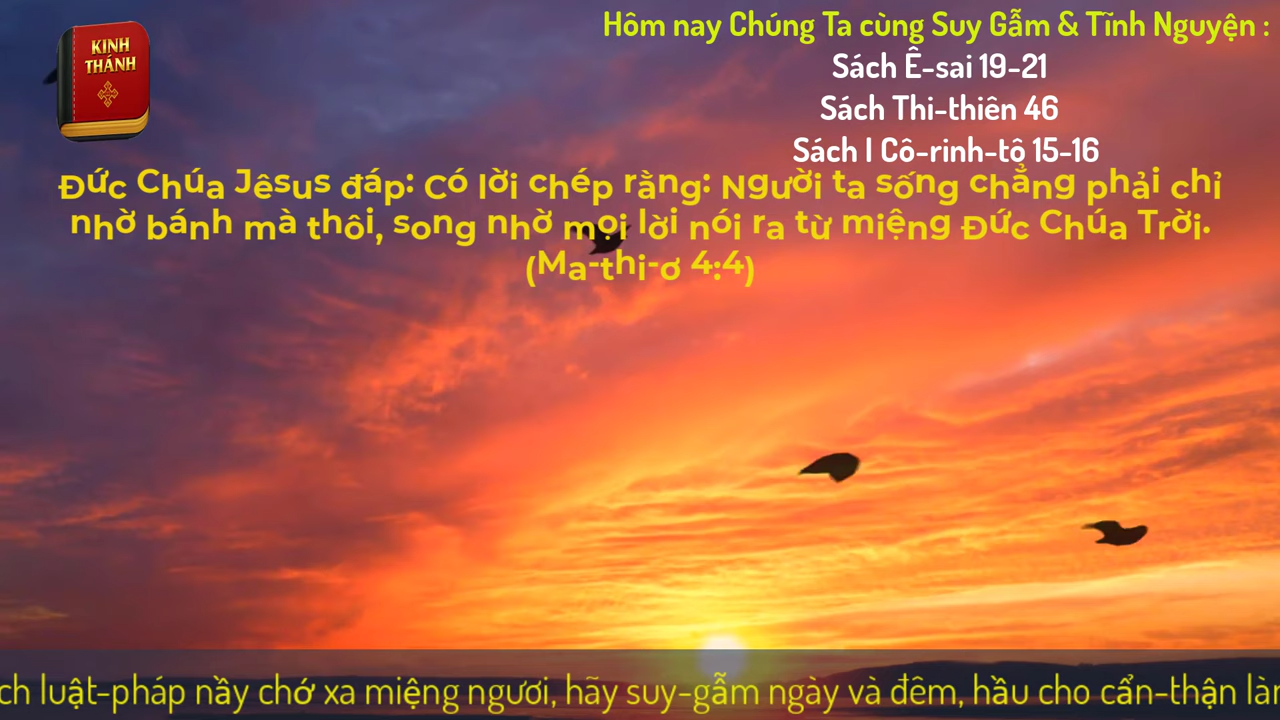 KINH
THÁNH
Hôm nay Chúng Ta cùng Suy Gẫm & Tĩnh Nguyện :
Sách Ê-sai 19-21
Sách Thi-thiên 46
Sách I Cô-rinh-tô 15-16
Đức Chúa Jêsus đáp: Có lời chép rằng: Người ta sống chẳng phải chỉ
nhờ bánh mà thôi, song nhờ mọi lời nói ra từ miệng Đức Chúa Trời.
(Ma-thi-ơ 4:4)
ch luật-pháp nầy chớ xa miệng ngươi, hãy suy-gẫm ngày và đêm, hầu cho cẩn-thận làm